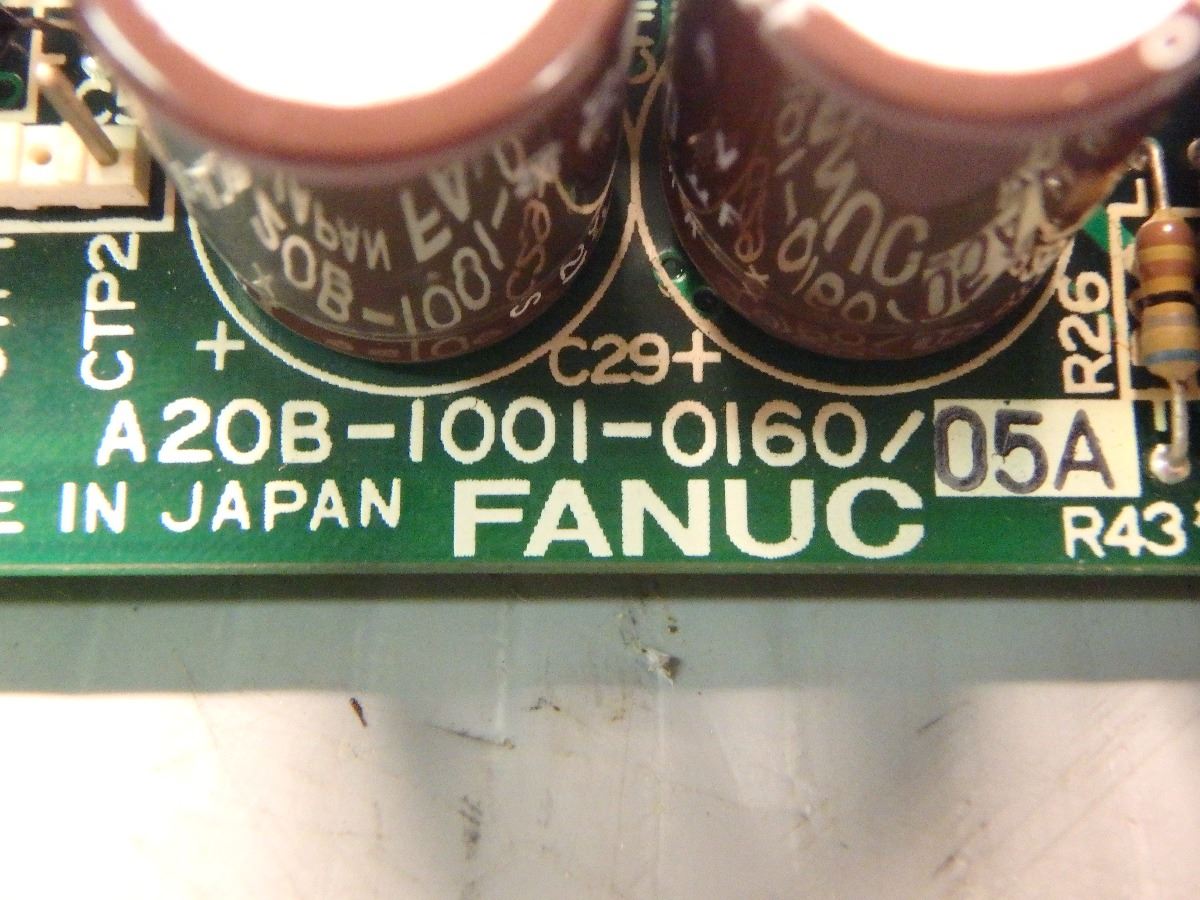 CTP2
C29
R26
A20B-1001-0160/05A
E IN JAPAN FANUC
R43